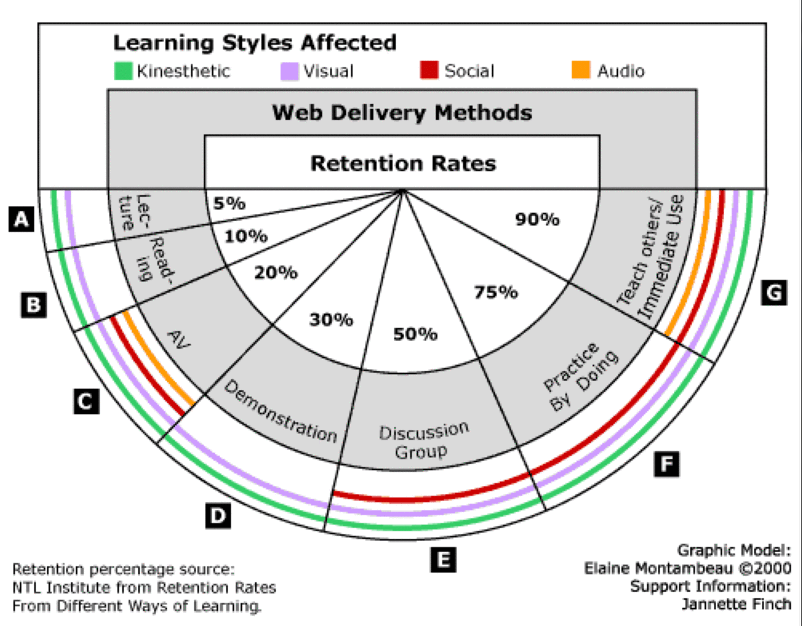 Learning Styles Affected
Kinesthetic Visual Social Audio
Web Delivery Methods
Retention Rates
A
Lec-
ture
5%
B
Read-
ing
10%
C
AV
20%
D
Demonstration
30%
E
Discussion
Group
50%
F
Practice
By Doing
75%
G
Teach others/
Immediate Use
90%
Retention percentage source:
NTL Institute from Retention Rates
From Different Ways of Learning.
Graphic Model:
Elaine Montambeau ©2000
Support Information:
Jannette Finch